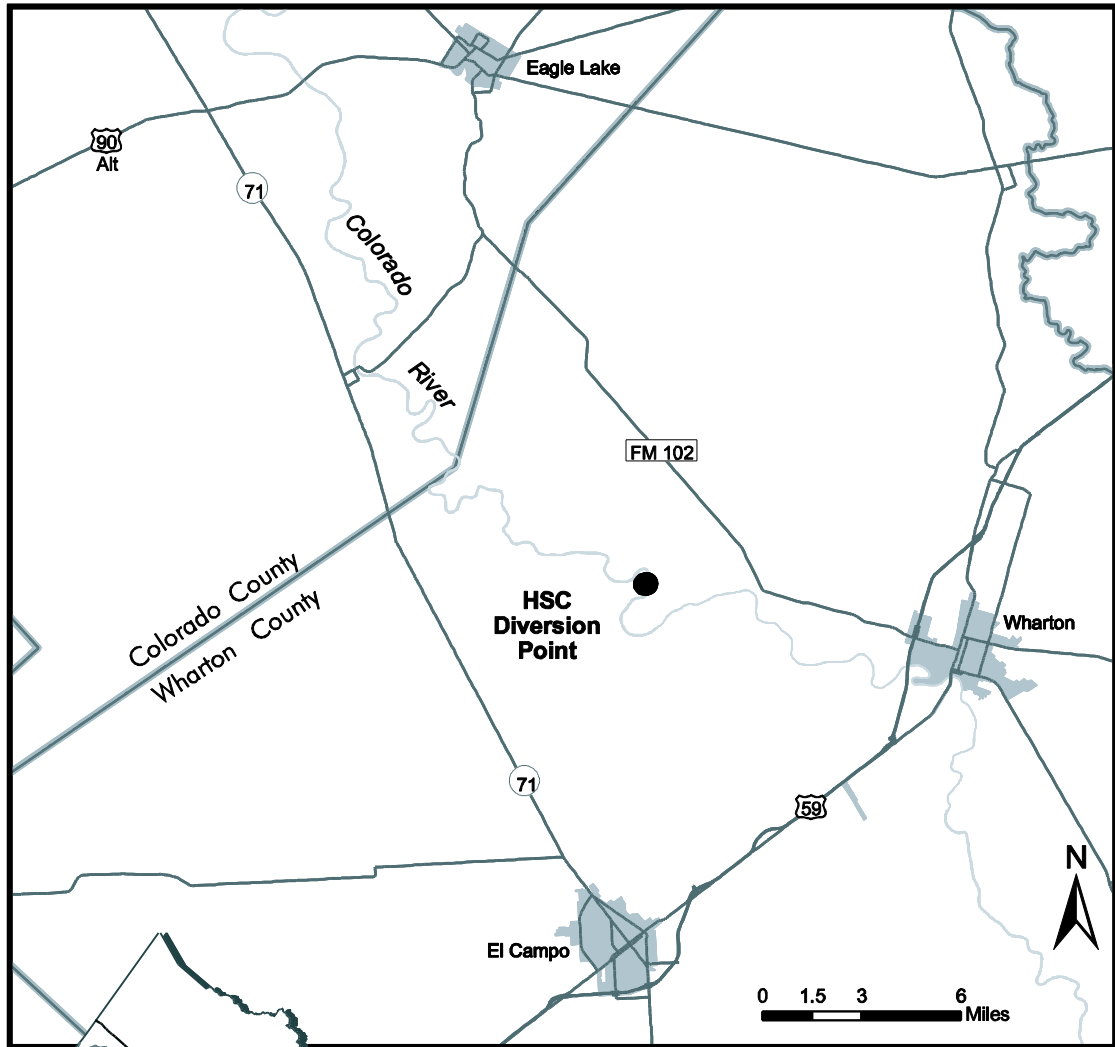 Eagle Lake
90
Alt
71
Colorado
River
FM 102
Colorado County
Wharton County
HSC
Diversion
Point
Wharton
71
59
N
El Campo
0 1.5 3 6
Miles